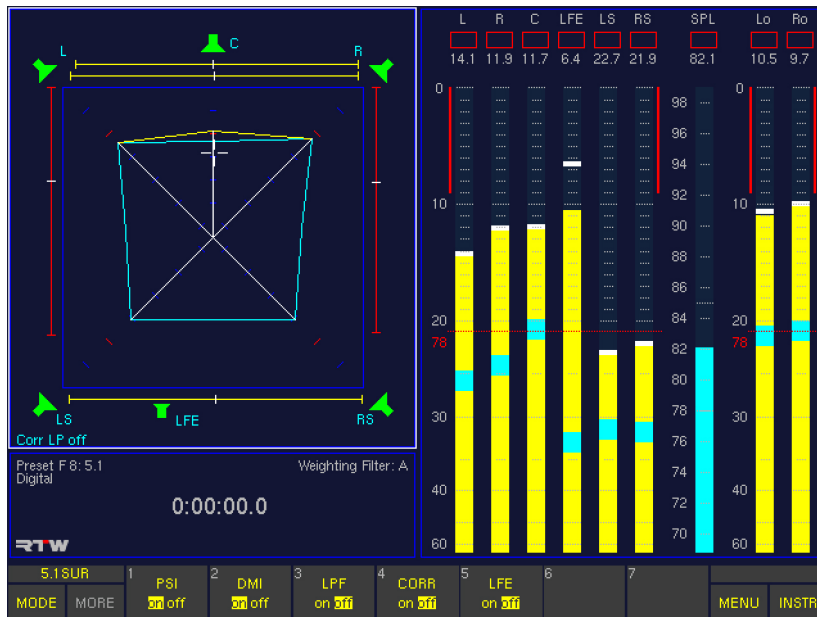 L R C LFE LS RS SPL Lo Ro
14.1 11.9 11.7 6.4 22.7 21.9 82.1 10.5 9.7
C
L R
0 0
98
96
94
92
10 90 10
88
86
20 84 20
78 82 78
80
30 78 30
76
74
40 72 40
70
60 60
LS LFE RS
Corr LP off
Preset F 8: 5.1 Weighting Filter: A
Digital
0:00:00.0
RTW
5.1SUR 1 PSI 2 DMI 3 LPF 4 CORR 5 LFE 6 7
MODE MORE on off on off on off on off on off MENU INSTR